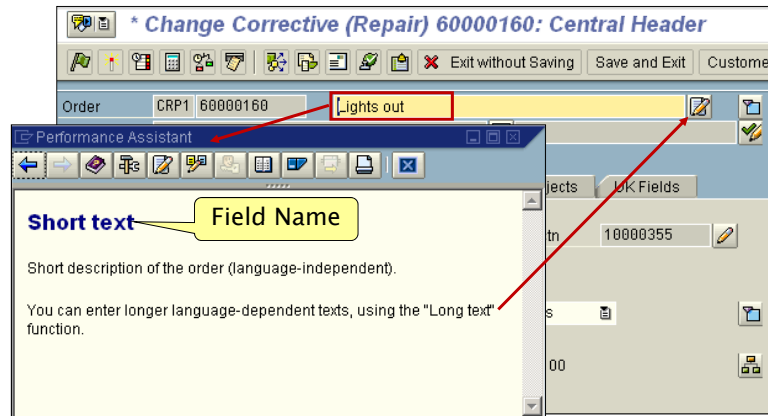 * Change Corrective (Repair) 60000160: Central Header
Exit without Saving Save and Exit Custome
Order CRP1 60000160 Lights out
Performance Assistant
jects UK Fields
Short text Field Name
tn 10000355
Short description of the order (language-independent).
You can enter longer language-dependent texts, using the "Long text"
function.
s
00